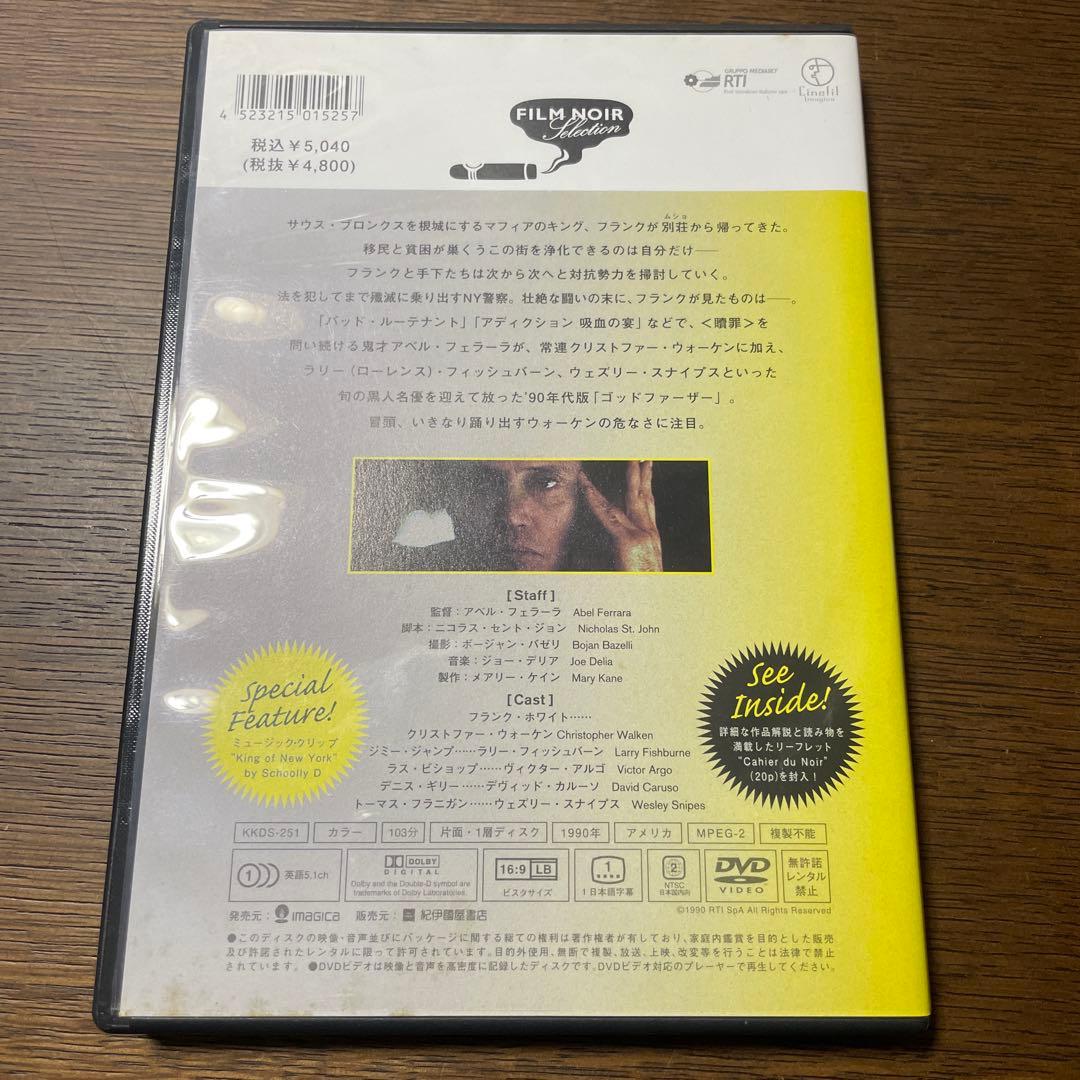 4 523215 015257
税込￥5,040
(税抜￥4,800)
FILM NOIR
Selection
GRUPPO MEDIASET
RTI
Cinefil
Imagica
ムショ
サウス・ブロンクスを根城にするマフィアのキング、フランクが別荘から帰ってきた。
移民と貧困が巣くうこの街を浄化できるのは自分だけ──
フランクと手下たちは次から次へと対抗勢力を掃討していく。
法を犯してまで殲滅に乗り出すNY警察。壮絶な闘いの末に、フランクが見たものは──。
「バッド・ルーテナント」「アディクション 吸血の宴」などで、＜贖罪＞を
問い続ける鬼才アベル・フェラーラが、常連クリストファー・ウォーケンに加え、
ラリー（ローレンス）・フィッシュバーン、ウェズリー・スナイプスといった
旬の黒人名優を迎えて放った'90年代版「ゴッドファーザー」。
冒頭、いきなり踊り出すウォーケンの危なさに注目。
[Staff]
監督：アベル・フェラーラ Abel Ferrara
脚本：ニコラス・セント・ジョン Nicholas St. John
撮影：ボージャン・バゼリ Bojan Bazelli
音楽：ジョー・デリア Joe Delia
製作：メアリー・ケイン Mary Kane
[Cast]
フランク・ホワイト……
クリストファー・ウォーケン Christopher Walken
ジミー・ジャンプ……ラリー・フィッシュバーン Larry Fishburne
ラス・ビショップ……ヴィクター・アルゴ Victor Argo
デニス・ギリー……デヴィッド・カルーソ David Caruso
トーマス・フラニガン……ウェズリー・スナイプス Wesley Snipes
Special
Feature!
ミュージック・クリップ
"King of New York"
by Schoolly D
See
Inside!
詳細な作品解説と読み物を
満載したリーフレット
"Cahier du Noir"
(20p)を封入！
KKDS-251 カラー 103分 片面・1層ディスク 1990年 アメリカ MPEG-2 複製不能
1 英語5.1ch
DOLBY
DIGITAL
Dolby and the Double-D symbol are
trademarks of Dolby Laboratories.
16:9 LB
ビスタサイズ
1
1 日本語字幕
2
NTSC
日本国内向
DVD
VIDEO
無許諾
レンタル
禁止
発売元：IMAGICA 販売元：紀伊國屋書店
©1990 RTI SpA All Rights Reserved
●このディスクの映像・音声並びにパッケージに関する総ての権利は著作権者が有しており、家庭内鑑賞を目的とした販売
及び許諾されたレンタルに限って許可されています。目的外使用、無断で複製、放送、上映、改変等を行うことは法律で禁止
されています。 ●DVDビデオは映像と音声を高密度に記録したディスクです。DVDビデオ対応のプレーヤーで再生してください。